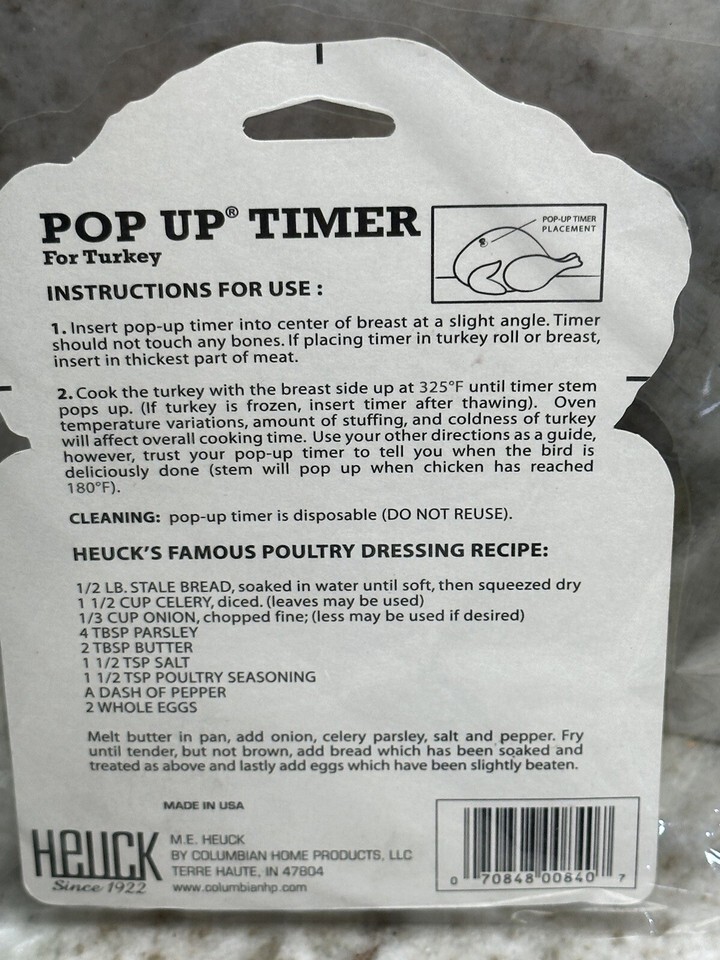 POP UP® TIMER
For Turkey
POP-UP TIMER
PLACEMENT
INSTRUCTIONS FOR USE :
1. Insert pop-up timer into center of breast at a slight angle. Timer
should not touch any bones. If placing timer in turkey roll or breast,
insert in thickest part of meat.
2. Cook the turkey with the breast side up at 325°F until timer stem
pops up. (If turkey is frozen, insert timer after thawing). Oven
temperature variations, amount of stuffing, and coldness of turkey
will affect overall cooking time. Use your other directions as a guide,
however, trust your pop-up timer to tell you when the bird is
deliciously done (stem will pop up when chicken has reached
180°F).
CLEANING: pop-up timer is disposable (DO NOT REUSE).
HEUCK'S FAMOUS POULTRY DRESSING RECIPE:
1/2 LB. STALE BREAD, soaked in water until soft, then squeezed dry
1 1/2 CUP CELERY, diced. (leaves may be used)
1/3 CUP ONION, chopped fine; (less may be used if desired)
4 TBSP PARSLEY
2 TBSP BUTTER
1 1/2 TSP SALT
1 1/2 TSP POULTRY SEASONING
A DASH OF PEPPER
2 WHOLE EGGS
Melt butter in pan, add onion, celery parsley, salt and pepper. Fry
until tender, but not brown, add bread which has been soaked and
treated as above and lastly add eggs which have been slightly beaten.
MADE IN USA
HEUCK
Since 1922
M.E. HEUCK
BY COLUMBIAN HOME PRODUCTS, LLC
TERRE HAUTE, IN 47804
www.columbianhp.com
0 70848 00840 7